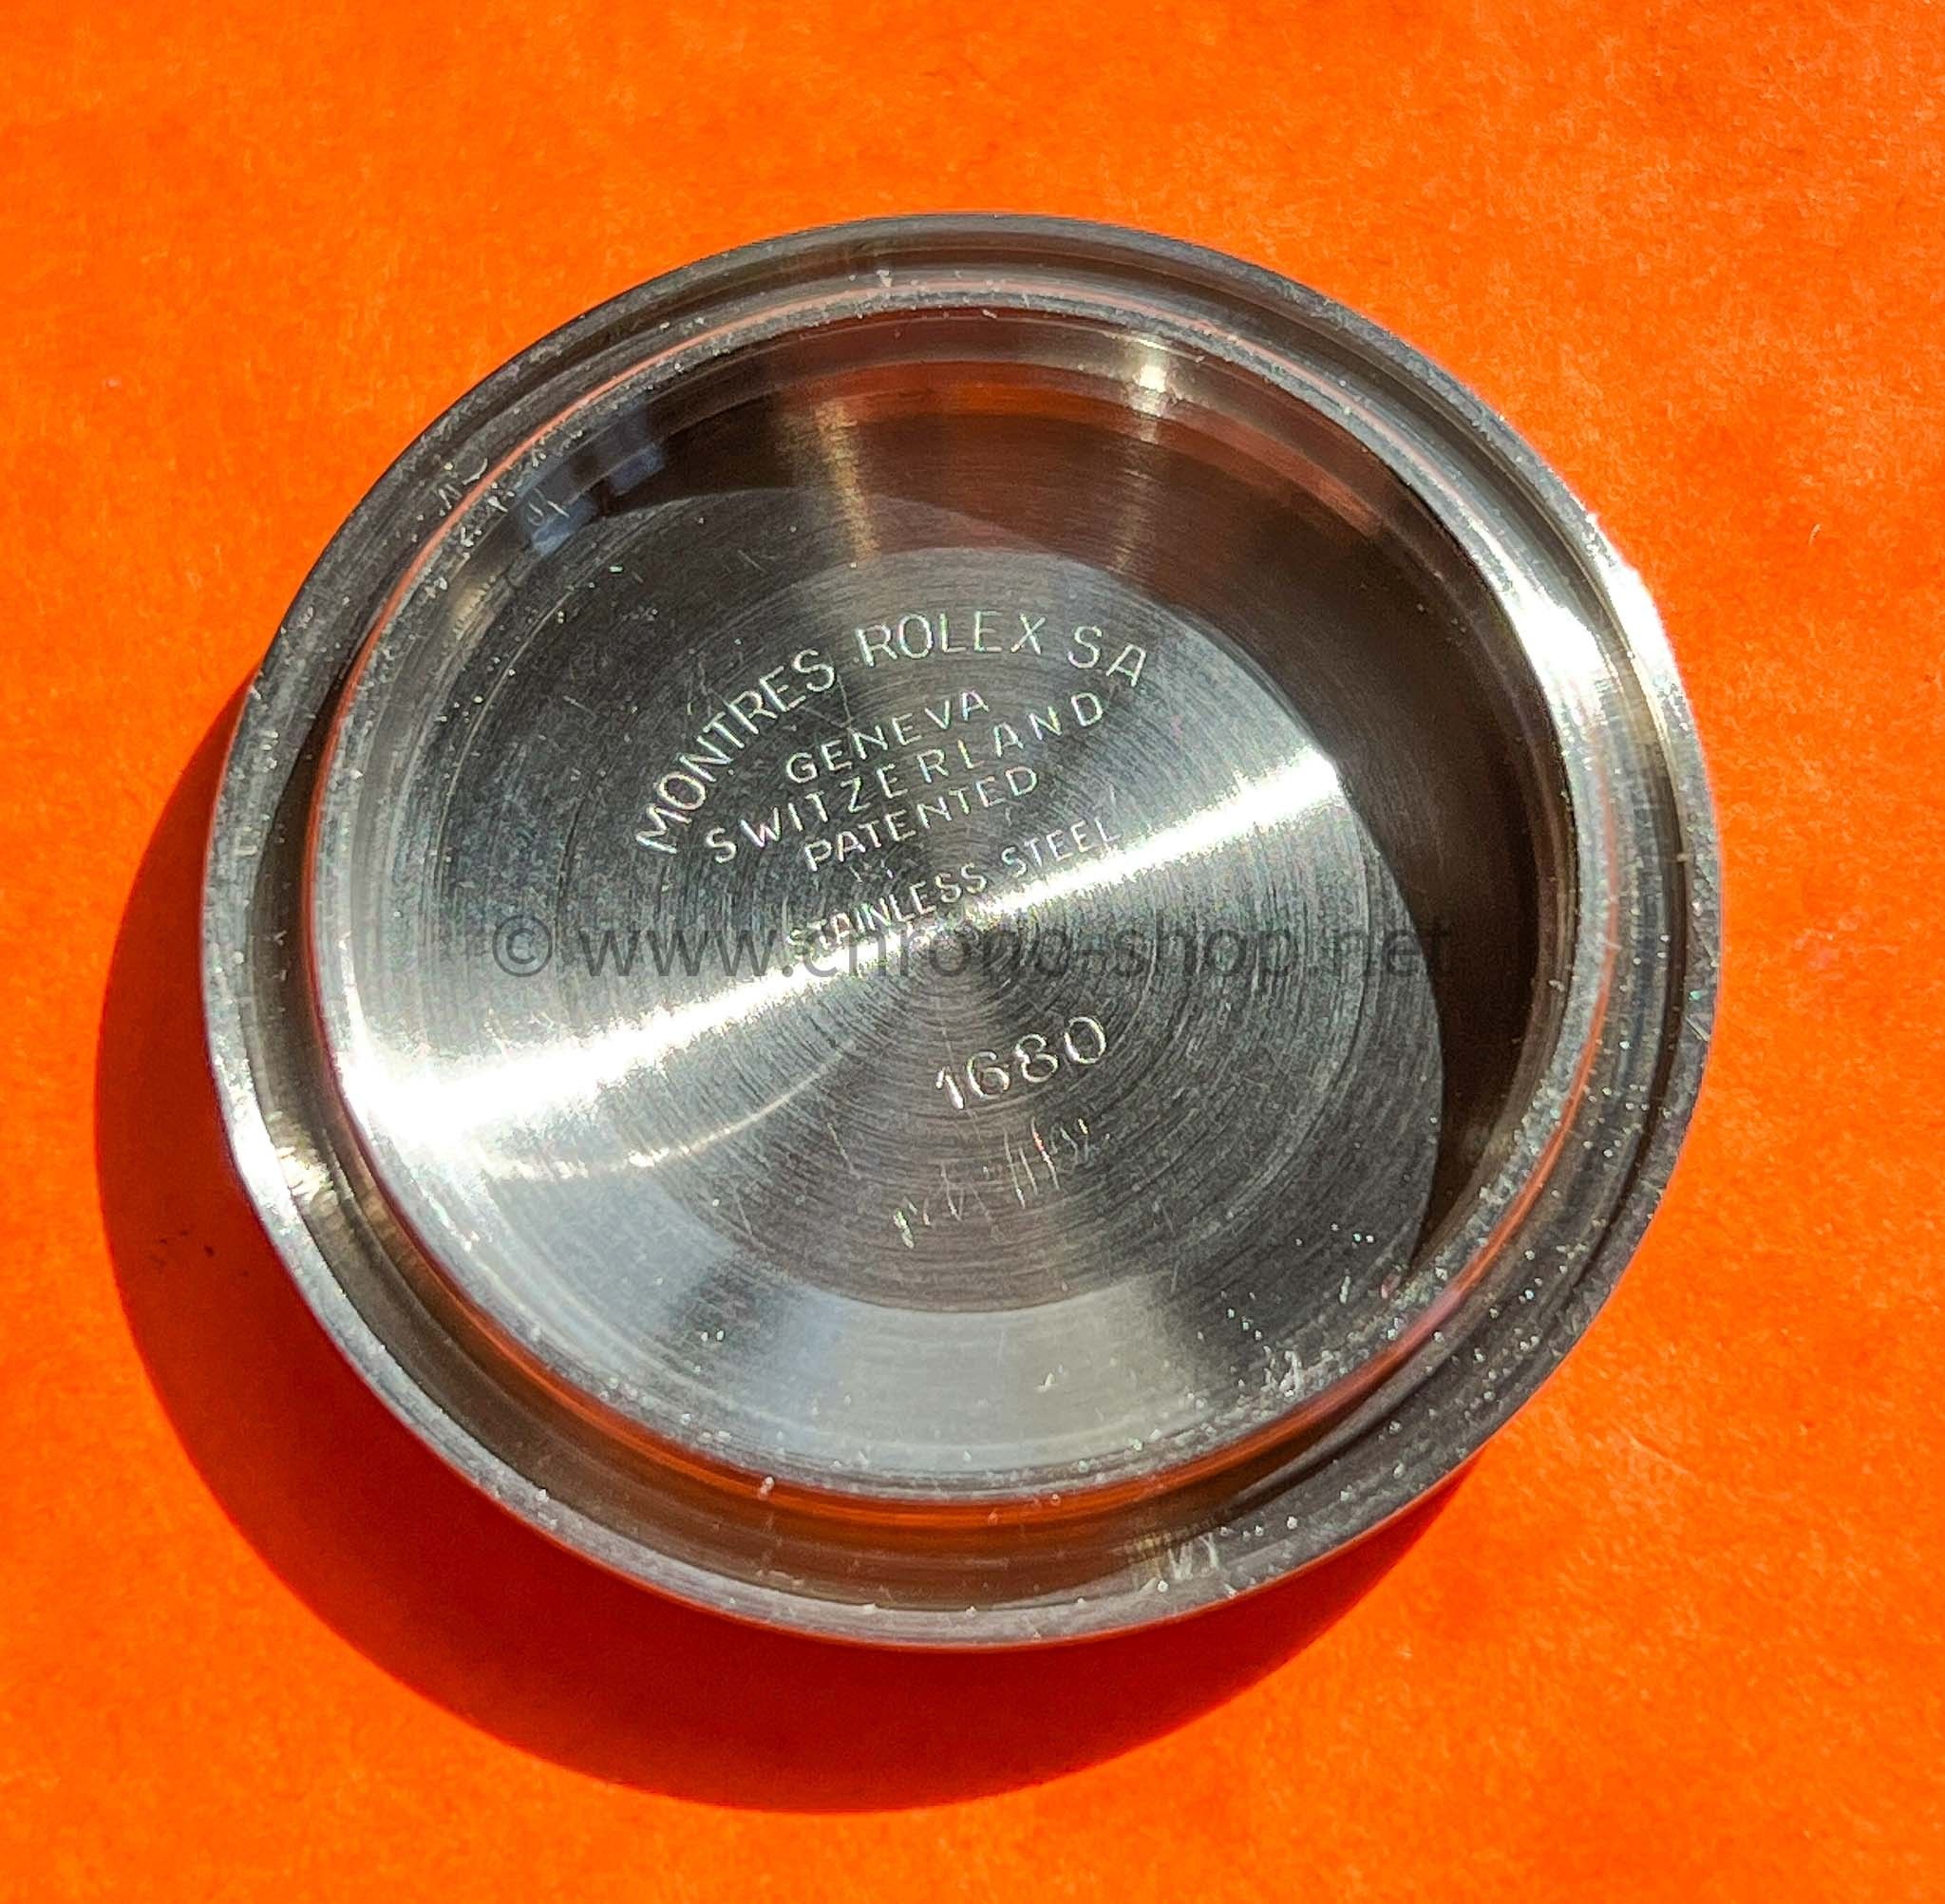 MONTRES ROLEX SA
GENEVA
SWITZERLAND
PATENTED
STAINLESS STEEL
© www.chrono-shop.net
1680